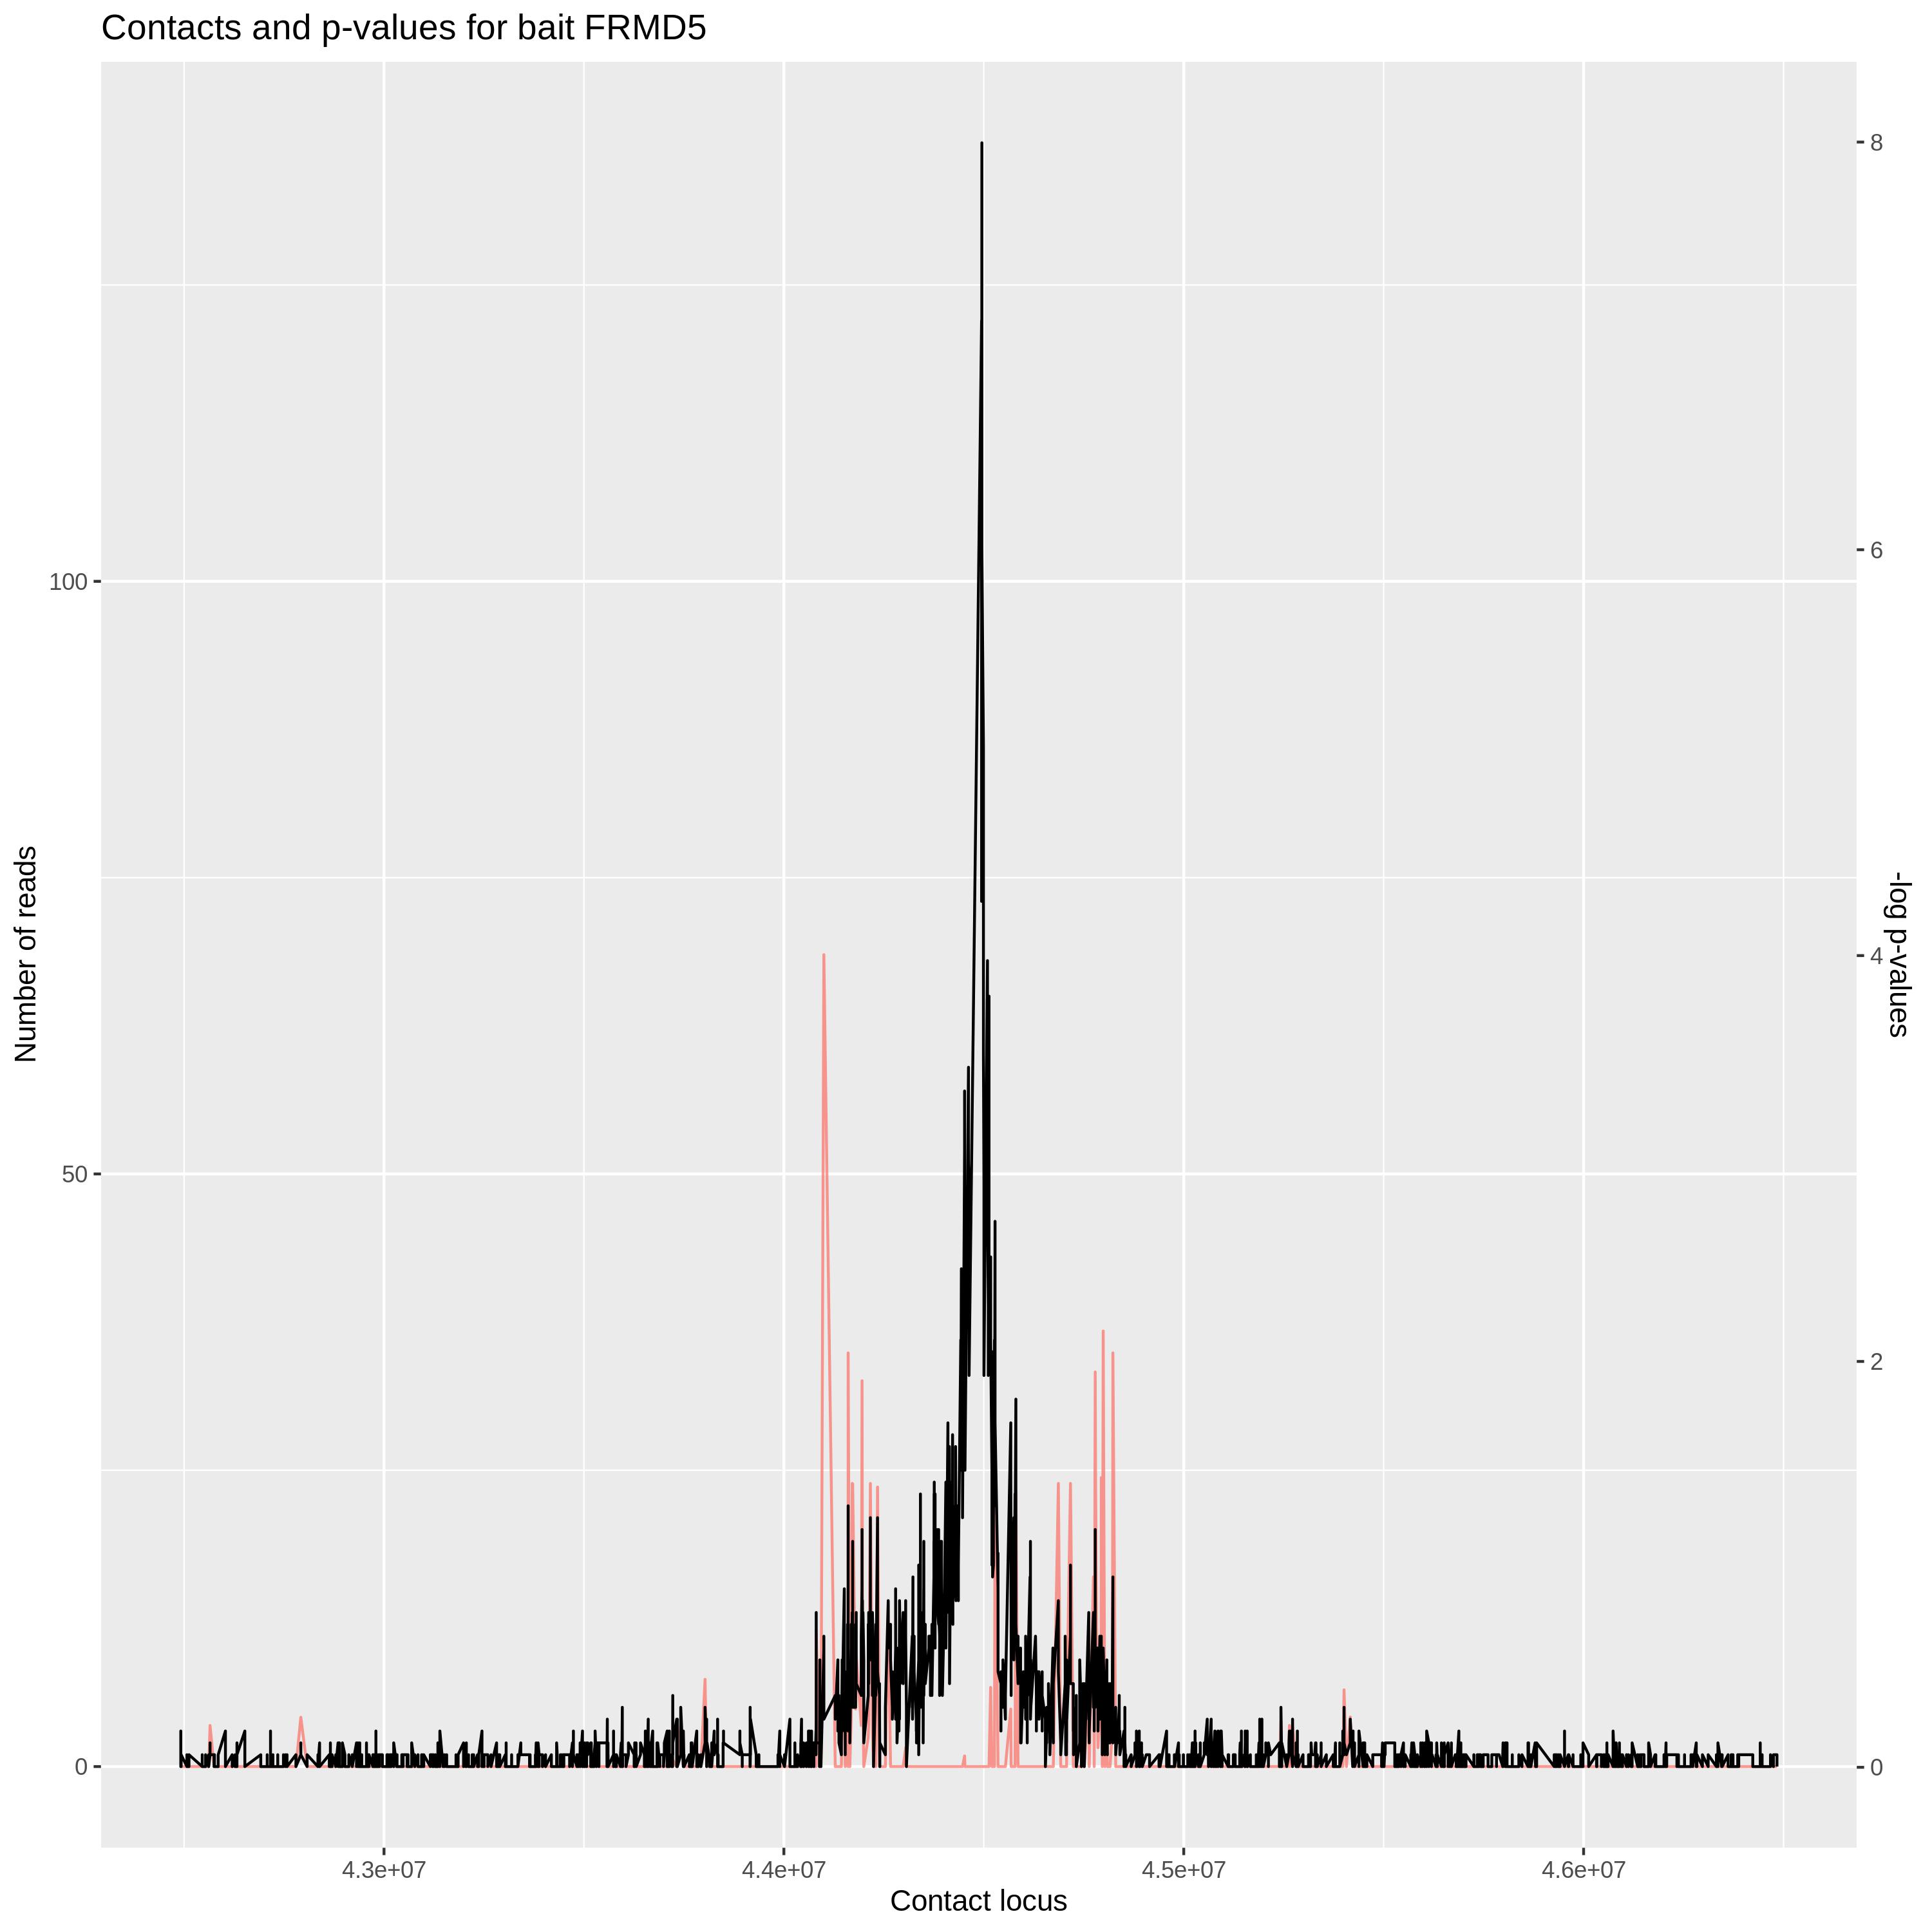 Contacts and p-values for bait FRMD5
Number of reads
100
50
0
8
6
4
2
0
-log p-values
4.3e+07
4.4e+07
4.5e+07
4.6e+07
Contact locus